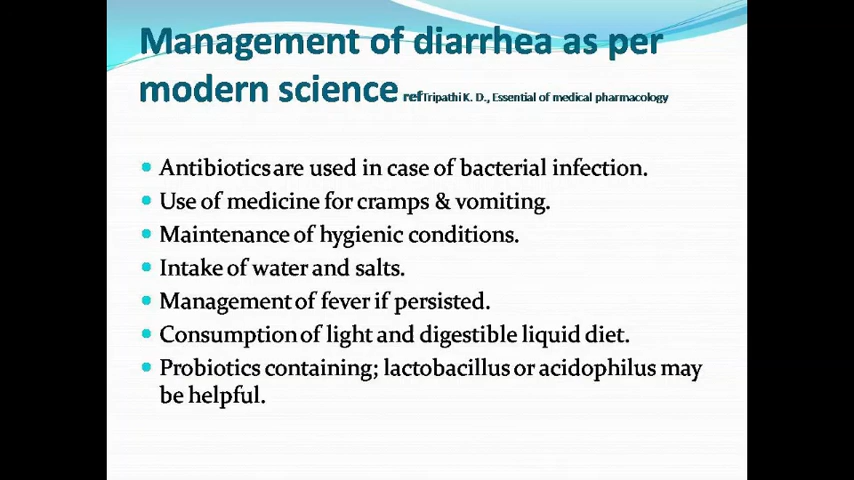 Management of diarrhea as per
modern science ref Tripathi K. D., Essential of medical pharmacology
Antibiotics are used in case of bacterial infection.
Use of medicine for cramps & vomiting.
Maintenance of hygienic conditions.
Intake of water and salts.
Management of fever if persisted.
Consumption of light and digestible liquid diet.
Probiotics containing; lactobacillus or acidophilus may
be helpful.